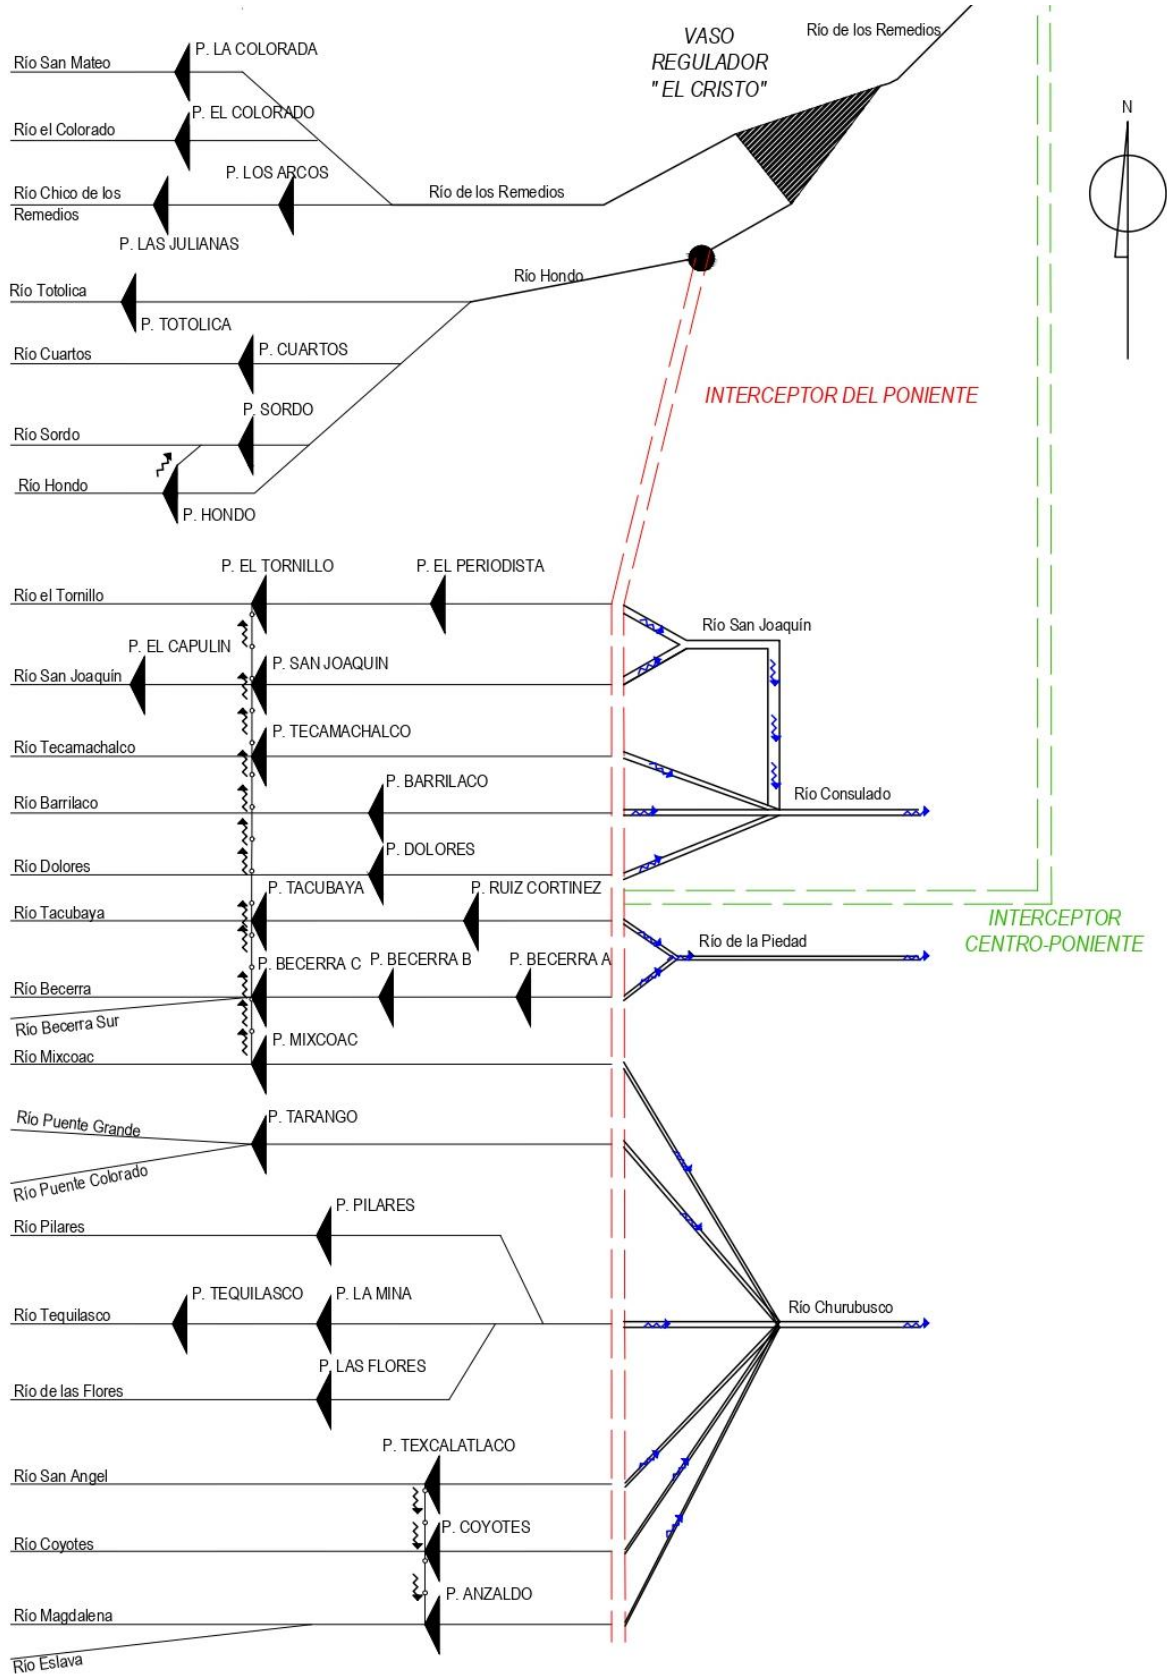 Río San Mateo
P. LA COLORADA
Río el Colorado
P. EL COLORADO
Río Chico de los
Remedios
P. LOS ARCOS
P. LAS JULIANAS
Río de los Remedios
VASO
REGULADOR
"EL CRISTO"
Río de los Remedios
N
Río Totolica
P. TOTOLICA
Río Hondo
Río Cuartos
P. CUARTOS
Río Sordo
P. SORDO
Río Hondo
P. HONDO
INTERCEPTOR DEL PONIENTE
Río el Tornillo
P. EL TORNILLO
P. EL PERIODISTA
Río San Joaquín
P. EL CAPULIN
Río San Joaquín
P. SAN JOAQUIN
Río Tecamachalco
P. TECAMACHALCO
Río Barrilaco
P. BARRILACO
Río Consulado
Río Dolores
P. DOLORES
Río Tacubaya
P. TACUBAYA
P. RUIZ CORTINEZ
INTERCEPTOR
CENTRO-PONIENTE
Río de la Piedad
Río Becerra
P. BECERRA C
P. BECERRA B
P. BECERRA A
Río Becerra Sur
Río Mixcoac
P. MIXCOAC
Río Puente Grande
P. TARANGO
Río Puente Colorado
Río Pilares
P. PILARES
Río Tequilasco
P. TEQUILASCO
P. LA MINA
Río Churubusco
Río de las Flores
P. LAS FLORES
Río San Angel
P. TEXCALATLACO
Río Coyotes
P. COYOTES
Río Magdalena
P. ANZALDO
Río Eslava